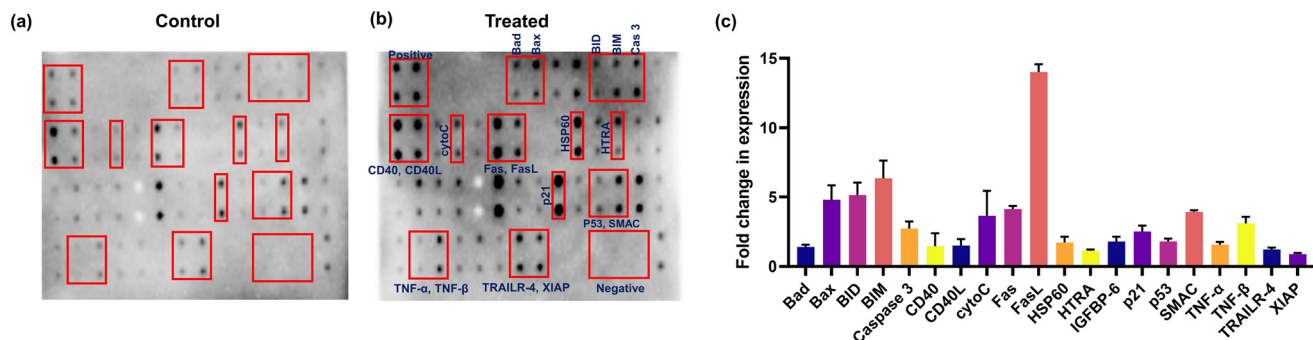 (a) Control
(b) Treated
Positive
Bad
Bax
BID
BIM
Cas 3
cytoC
HSP60
HTRA
CD40, CD40L
Fas, FasL
p21
P53, SMAC
TNF-α, TNF-β
TRAILR-4, XIAP
Negative
(c)
Fold change in expression
15
10
5
0
Bad
Bax
BID
BIM
Caspase 3
CD40
CD40L
cytoC
Fas
FasL
HSP60
HTRA
IGFBP-6
p21
p53
SMAC
TNF-α
TNF-β
TRAILR-4
XIAP